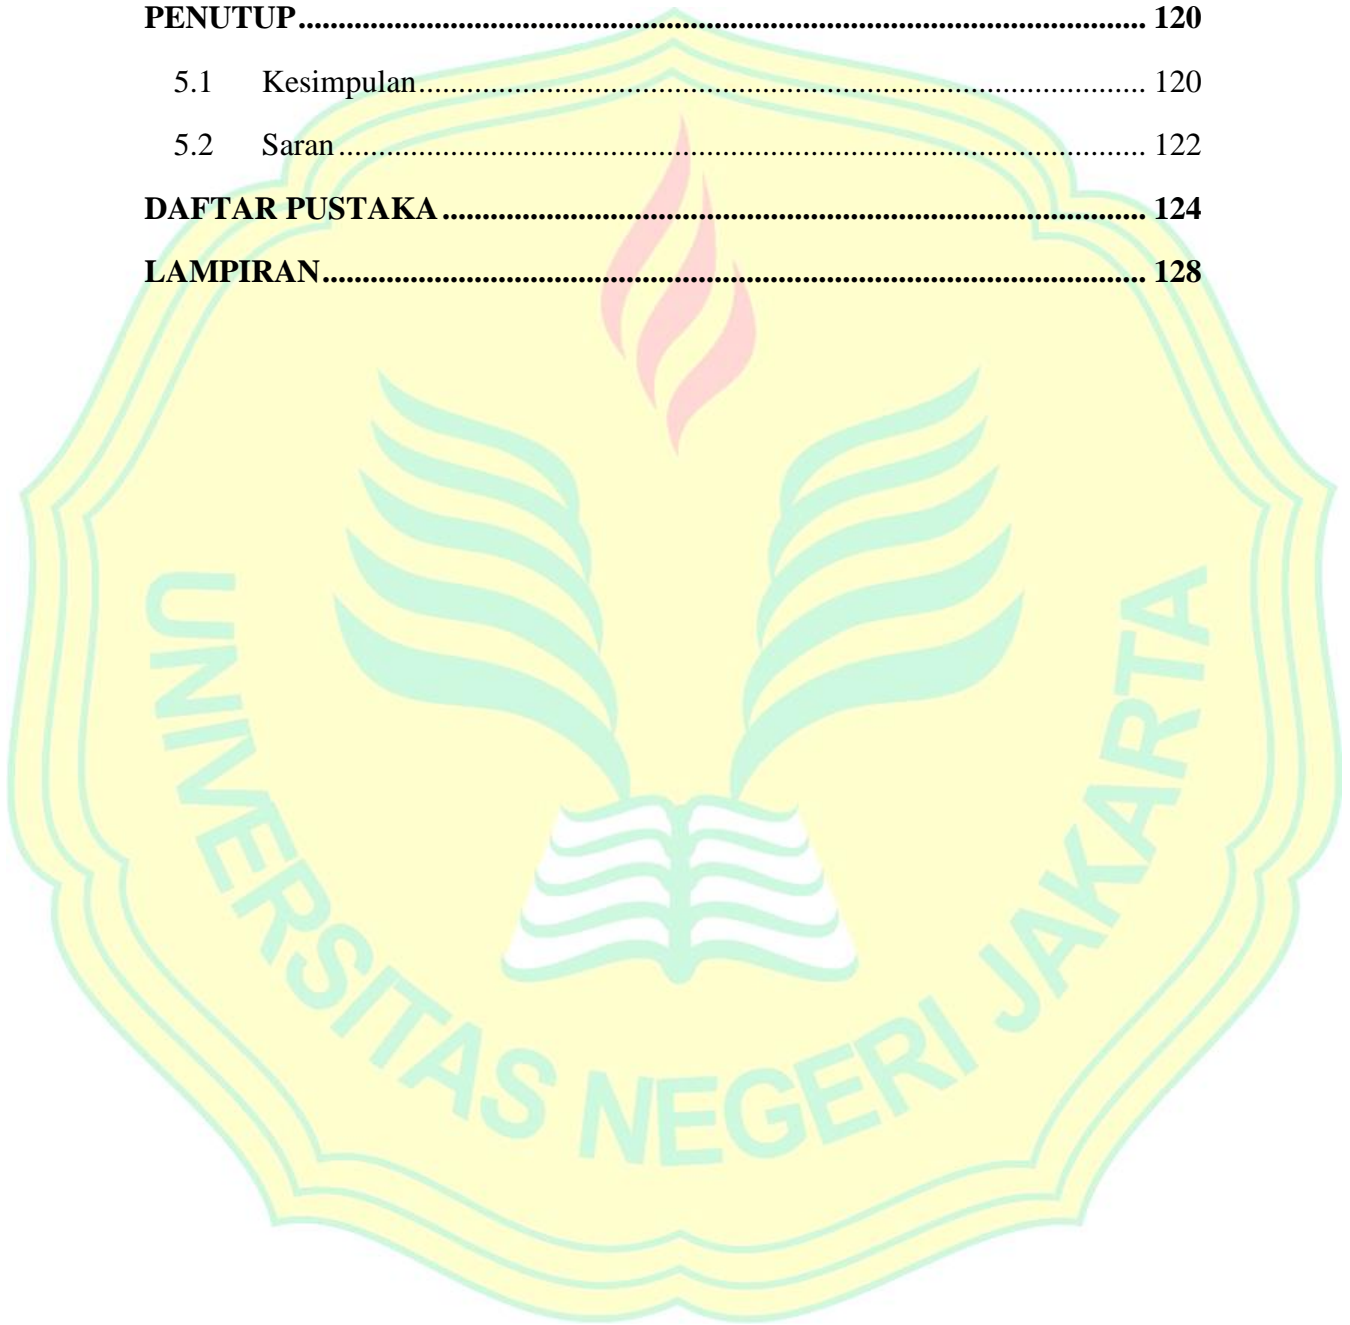 PENUTUP.......................................................................................................... 120
5.1 Kesimpulan........................................................................................... 120
5.2 Saran..................................................................................................... 122
DAFTAR PUSTAKA........................................................................................ 124
LAMPIRAN....................................................................................................... 128
UNIVERSITAS NEGERI JAKARTA